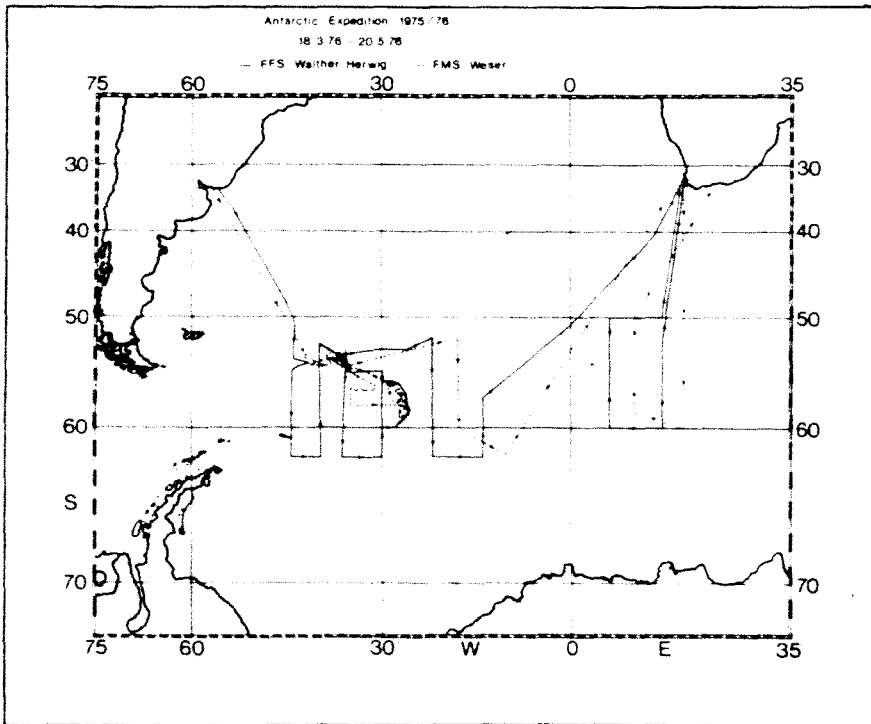 Antarctic Expedition 1975/76
18 3 76 - 20 5 76
— FFS Walther Herwig -- FMS Weser
75 60 30 0 35
30 30
40 40
50 50
60 60
S
70 70
75 60 30 W 0 E 35